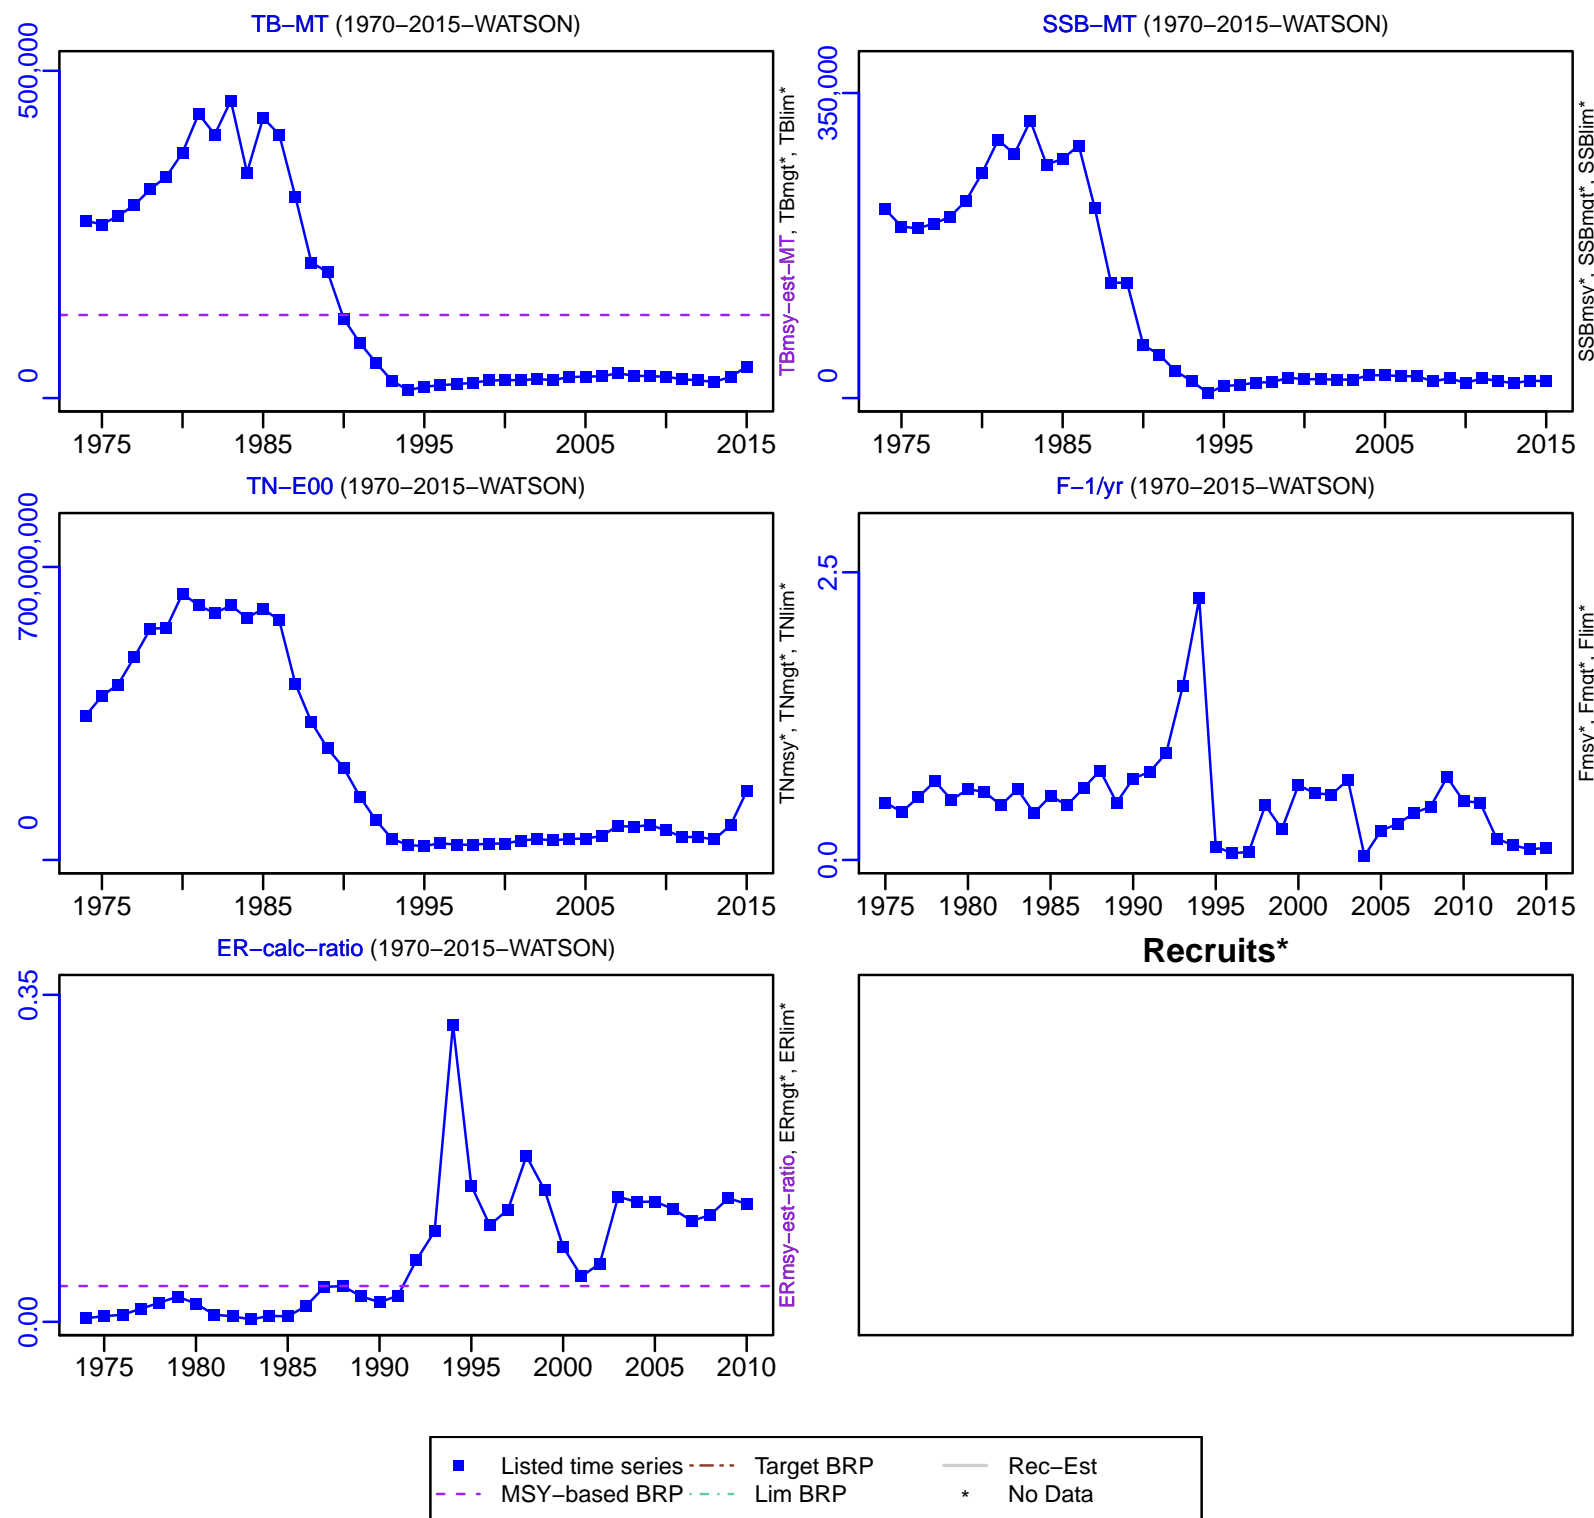 TB−MT (1970−2015−WATSON)
500,000
0
1975 1985 1995 2005 2015
TBmsy−est−MT, TBmgt*, TBlim*
SSB−MT (1970−2015−WATSON)
350,000
0
1975 1985 1995 2005 2015
SSBmsy*, SSBmgt*, SSBlim*
TN−E00 (1970−2015−WATSON)
700,000,000
0
1975 1985 1995 2005 2015
TNmsy*, TNmgt*, TNlim*
F−1/yr (1970−2015−WATSON)
2.5
0.0
1975 1980 1985 1990 1995 2000 2005 2010 2015
Fmsy*, Fmgt*, Flim*
ER−calc−ratio (1970−2015−WATSON)
0.35
0.00
1975 1980 1985 1990 1995 2000 2005 2010
ERmsy−est−ratio, ERmgt*, ERlim*
Recruits*
Listed time series Target BRP Rec−Est
MSY−based BRP Lim BRP * No Data